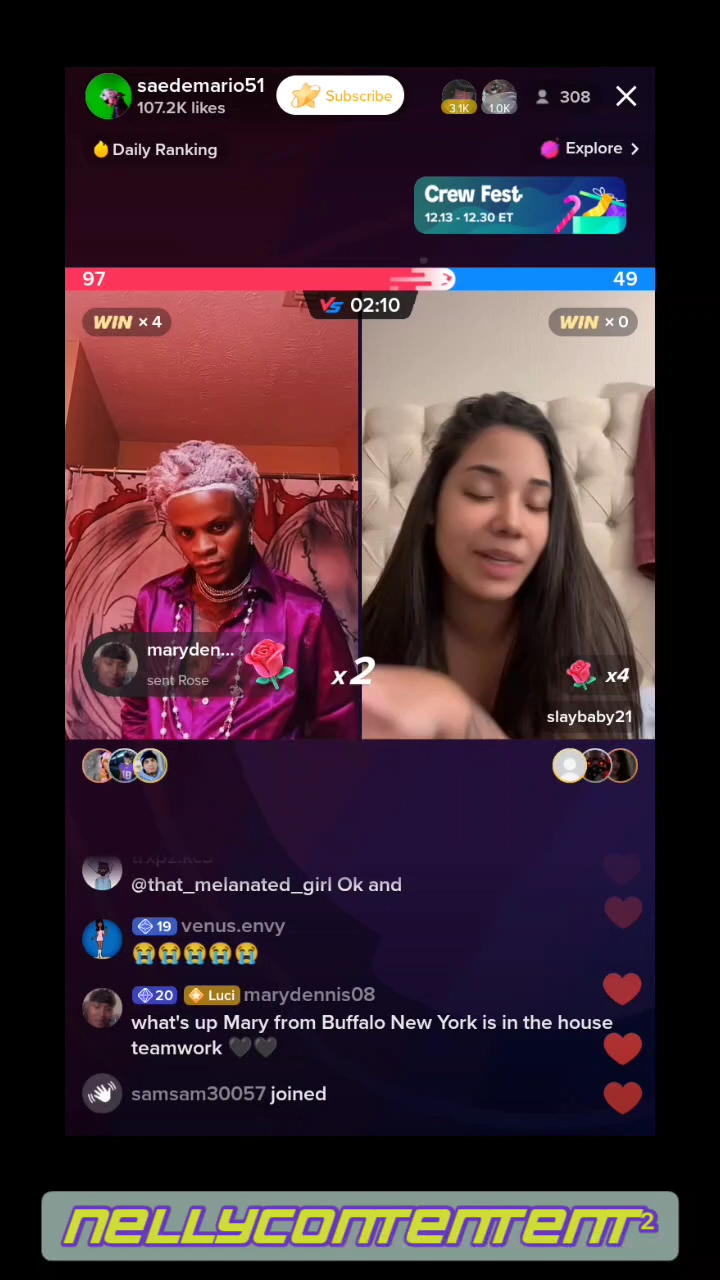 saedemario51
107.2K likes
Subscribe
3.1K
1.0K
308
Daily Ranking
Explore
Crew Fest
12.13 - 12.30 ET
97
49
VS 02:10
WIN × 4
WIN × 0
maryden...
sent Rose
x2
x4
slaybaby21
@that_melanated_girl Ok and
19 venus.envy
😭😭😭😭😭
20 Luci marydennis08
what's up Mary from Buffalo New York is in the house
teamwork 🖤🖤
samsam30057 joined
NELLYCONTENTENT²